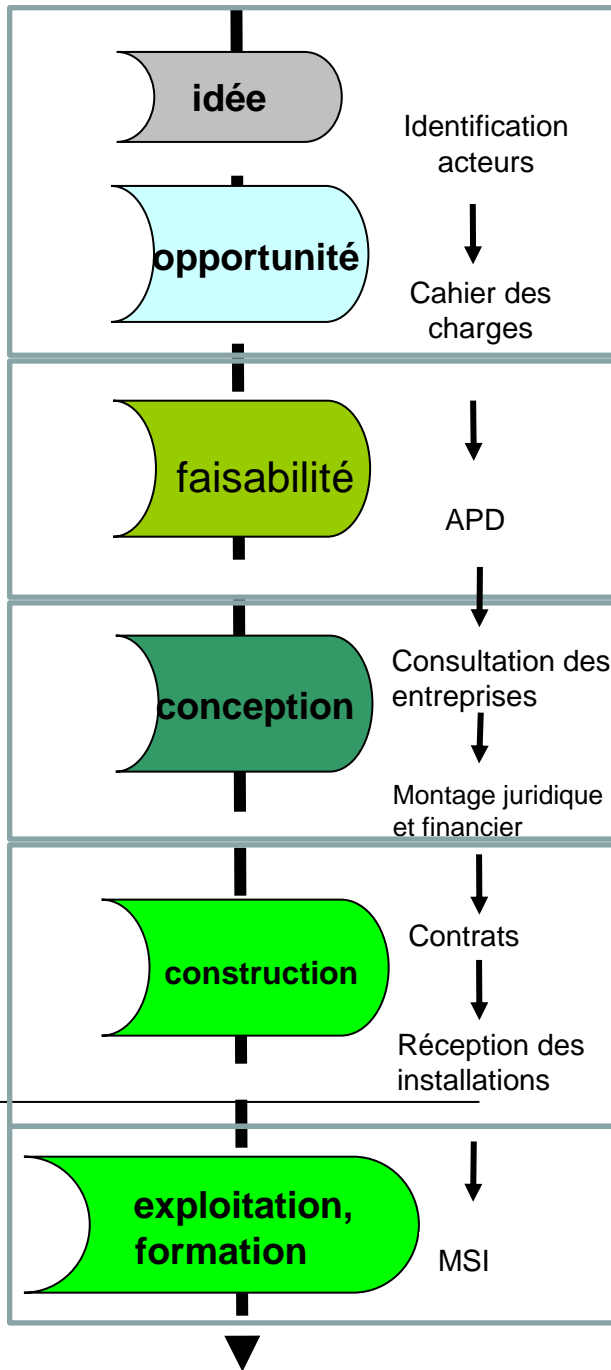 idée
Identification
acteurs
opportunité
Cahier des
charges
faisabilité
APD
Consultation des
entreprises
conception
Montage juridique
et financier
Contrats
construction
Réception des
installations
exploitation,
formation
MSI